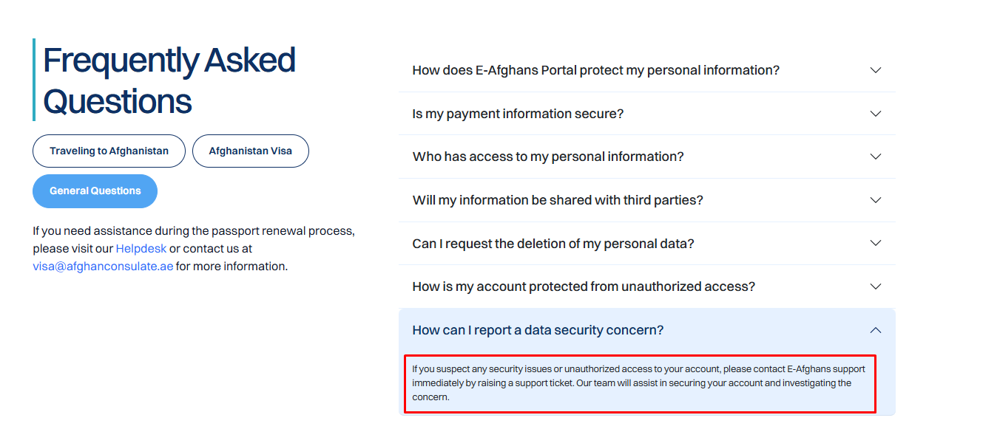 Frequently Asked
Questions
Traveling to Afghanistan
Afghanistan Visa
General Questions
If you need assistance during the passport renewal process,
please visit our Helpdesk or contact us at
visa@afghanconsulate.ae for more information.
How does E-Afghans Portal protect my personal information?
Is my payment information secure?
Who has access to my personal information?
Will my information be shared with third parties?
Can I request the deletion of my personal data?
How is my account protected from unauthorized access?
How can I report a data security concern?
If you suspect any security issues or unauthorized access to your account, please contact E-Afghans support
immediately by raising a support ticket. Our team will assist in securing your account and investigating the
concern.